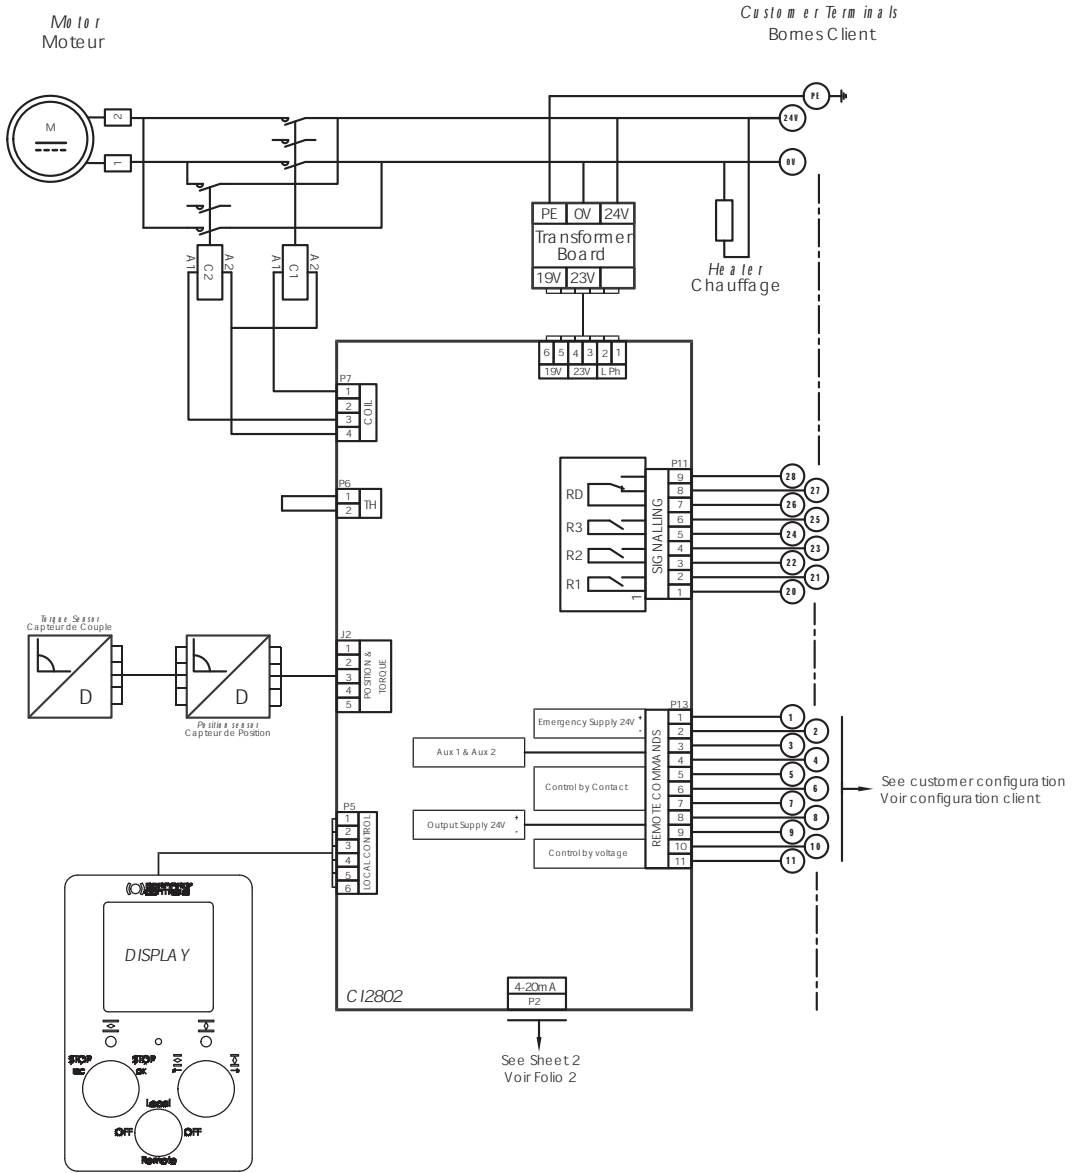 Motor
Moteur
Customer Terminals
Bornes Client
M
2
1
PE
24V
0V
PE 0V 24V
Transformer
Board
19V 23V
Heater
Chauffage
A1 C2 A2
A1 C1 A2
6 5 4 3 2 1
19V 23V L Ph
P7
1
2
3
4
COIL
P6
1
2
TH
P11
9
8
7
6
5
4
3
2
1
SIGNALLING
1
RD
R3
R2
R1
28
27
26
25
24
23
22
21
20
Torque Sensor
Capteur de Couple
D
D
Position sensor
Capteur de Position
J2
1
2
3
4
5
POSITION &
TORQUE
P13
1
2
3
4
5
6
7
8
9
10
11
REMOTE COMMANDS
Emergency Supply 24V + -
Aux 1 & Aux 2
Control by Contact
Output Supply 24V + -
Control by voltage
1
2
3
4
5
6
7
8
9
10
11
See customer configuration
Voir configuration client
P5
1
2
3
4
5
6
LOCAL CONTROL
DISPLAY
STOP
ESC
STOP
OK
Local
OFF OFF
Remote
CI2802
4-20mA
P2
See Sheet 2
Voir Folio 2